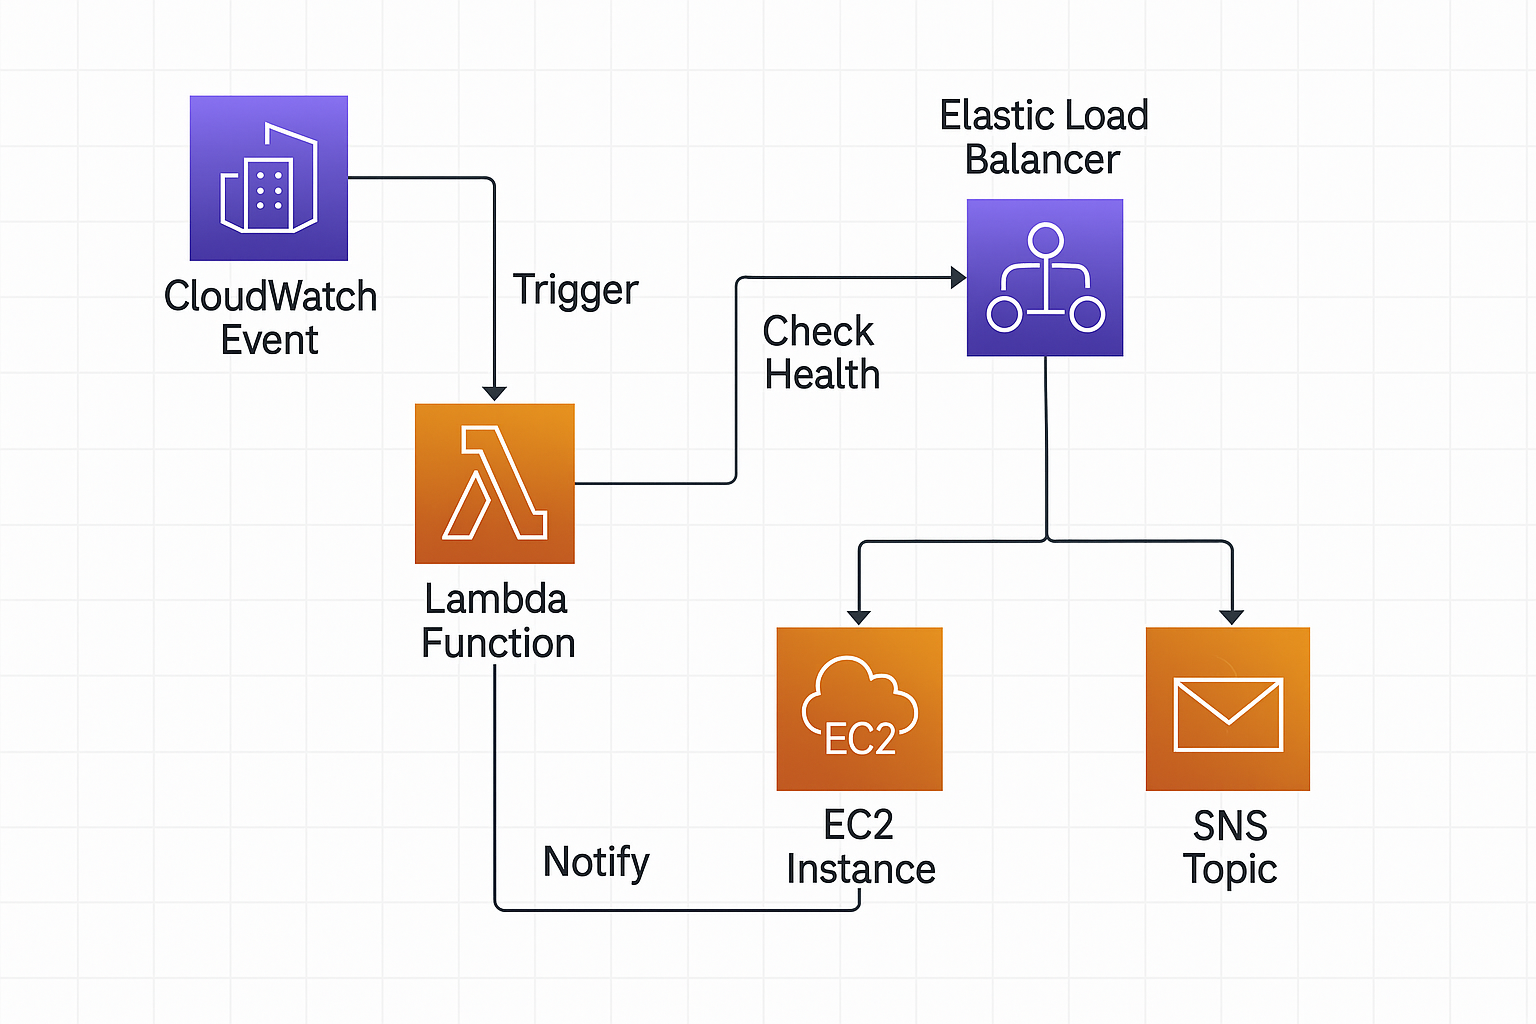 CloudWatch
Event
Trigger
Elastic Load
Balancer
Check
Health
Lambda
Function
EC2
EC2
Instance
SNS
Topic
Notify